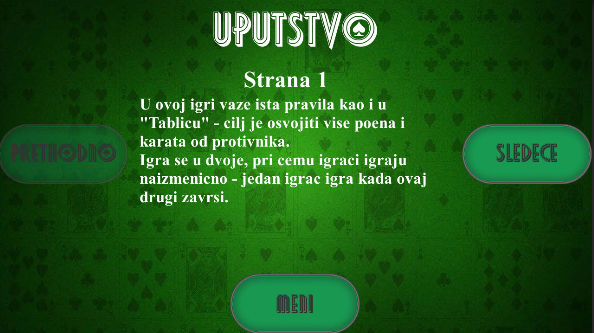 UPUTSTVO
Strana 1
U ovoj igri vaze ista pravila kao i u
"Tablicu" - cilj je osvojiti vise poena i
karata od protivnika.
Igra se u dvoje, pri cemu igraci igraju
naizmenicno - jedan igrac igra kada ovaj
drugi zavrsi.
PRETHODNO
SLEDECE
MENI